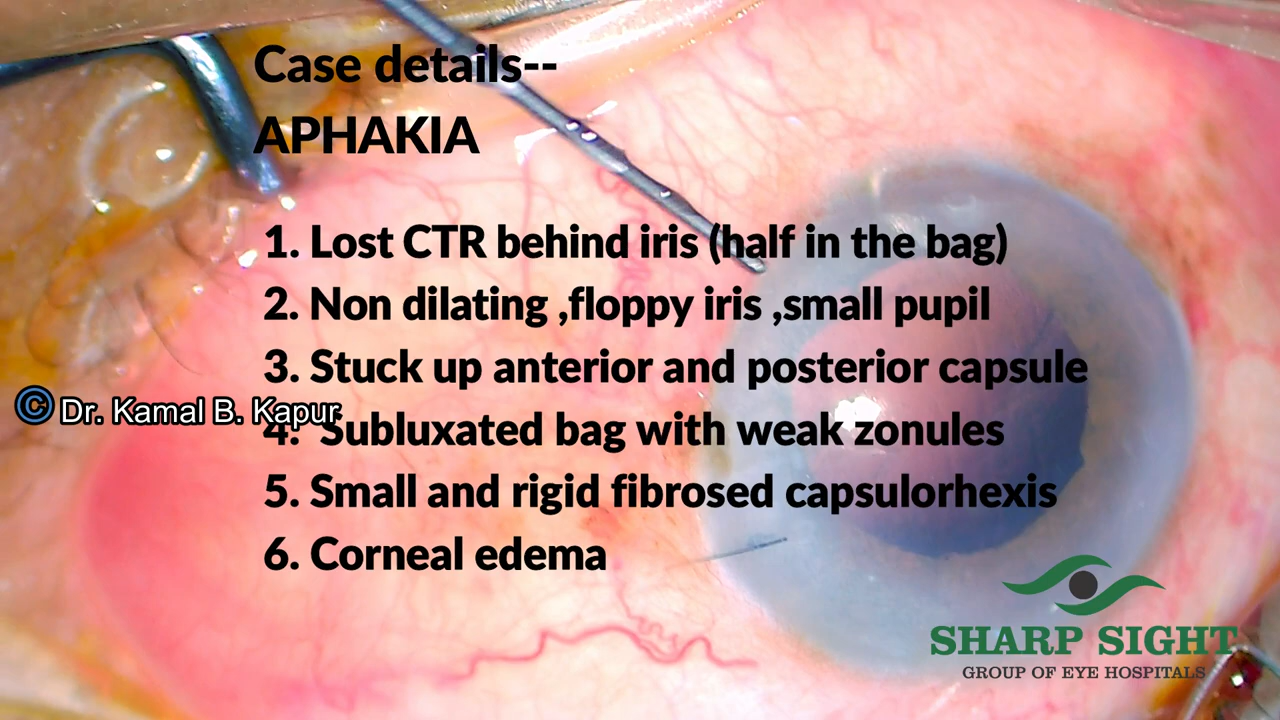 Case details--
APHAKIA
1. Lost CTR behind iris (half in the bag)
2. Non dilating ,floppy iris ,small pupil
3. Stuck up anterior and posterior capsule
© Dr. Kamal B. Kapur
4. Subluxated bag with weak zonules
5. Small and rigid fibrosed capsulorhexis
6. Corneal edema
SHARP SIGHT
GROUP OF EYE HOSPITALS